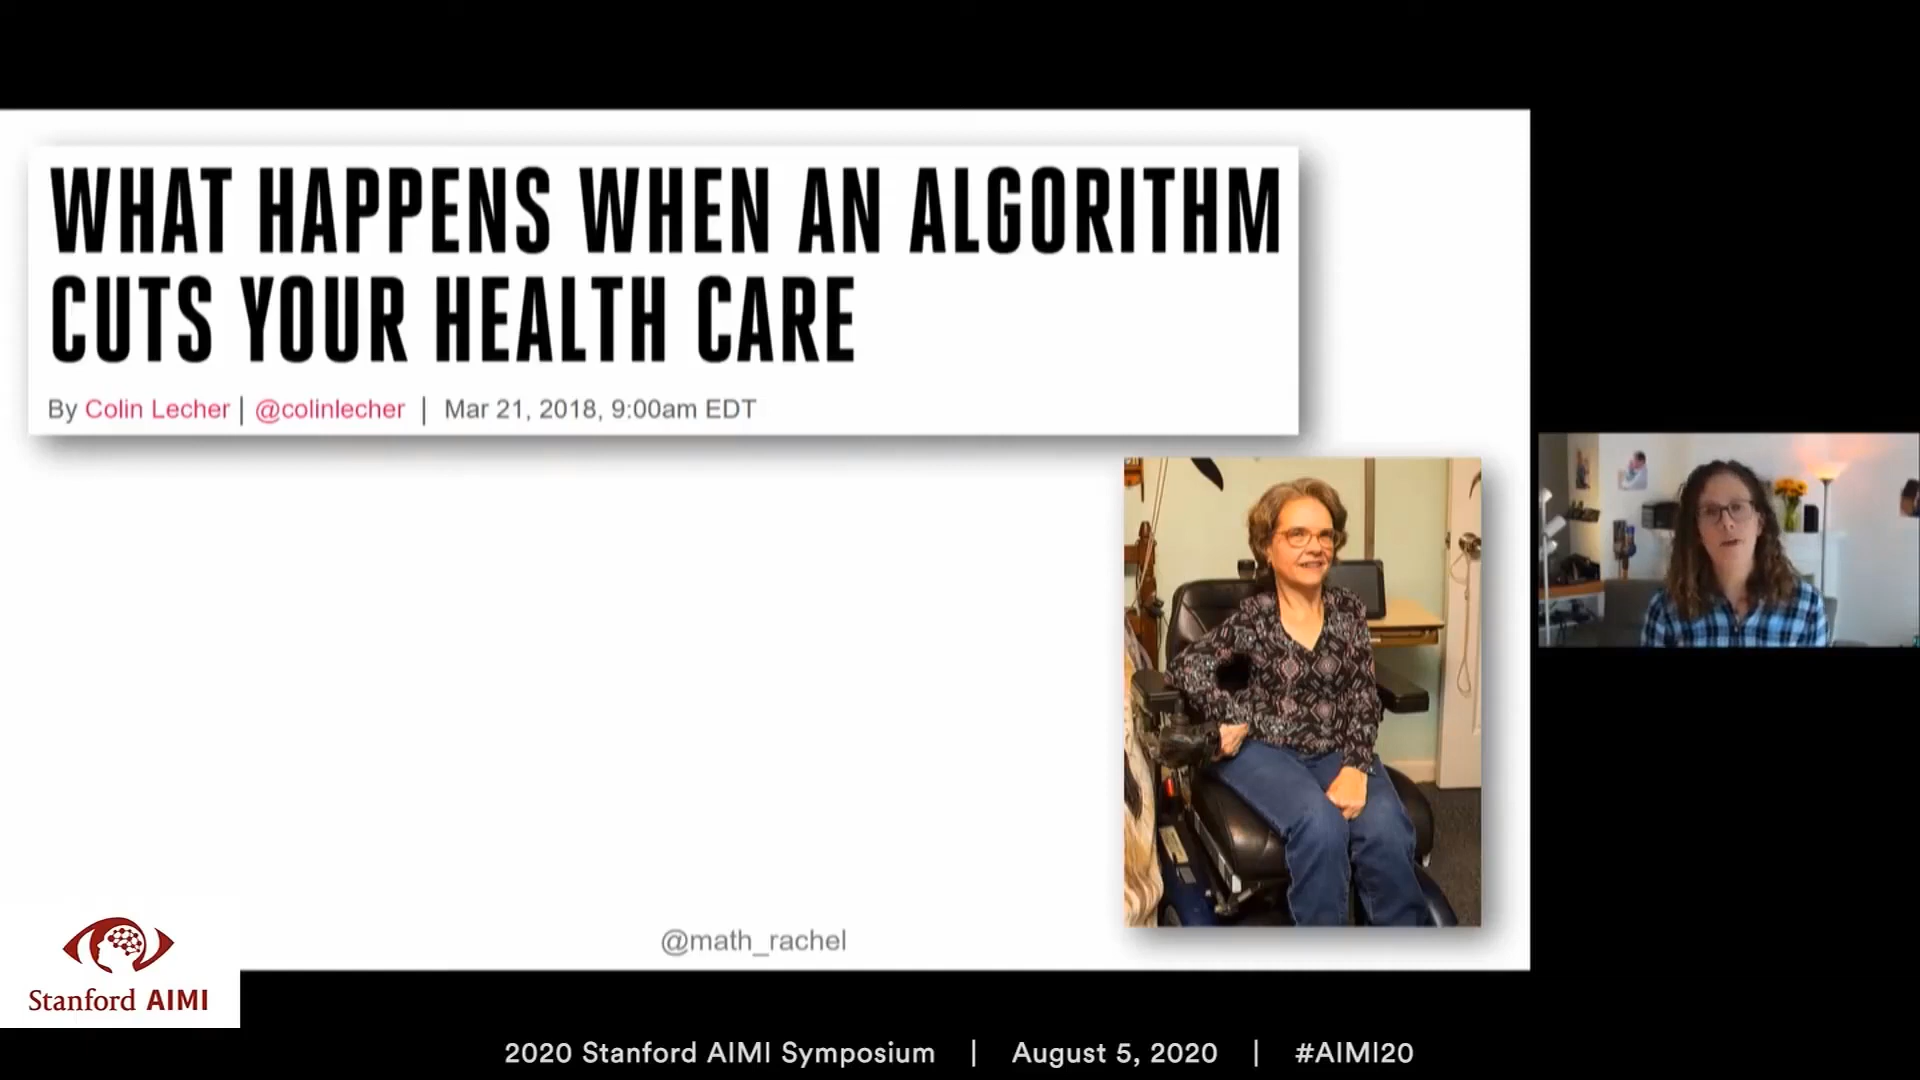 WHAT HAPPENS WHEN AN ALGORITHM
CUTS YOUR HEALTH CARE
By Colin Lecher | @colinlecher | Mar 21, 2018, 9:00am EDT
@math_rachel
Stanford AIMI
2020 Stanford AIMI Symposium | August 5, 2020 | #AIMI20